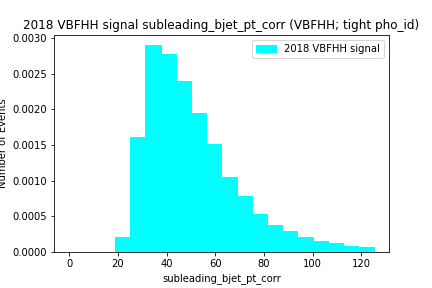 2018 VBFHH signal subleading_bjet_pt_corr (VBFHH; tight pho_id)
2018 VBFHH signal
Number of Events
0.0030
0.0025
0.0020
0.0015
0.0010
0.0005
0.0000
0 20 40 60 80 100 120
subleading_bjet_pt_corr